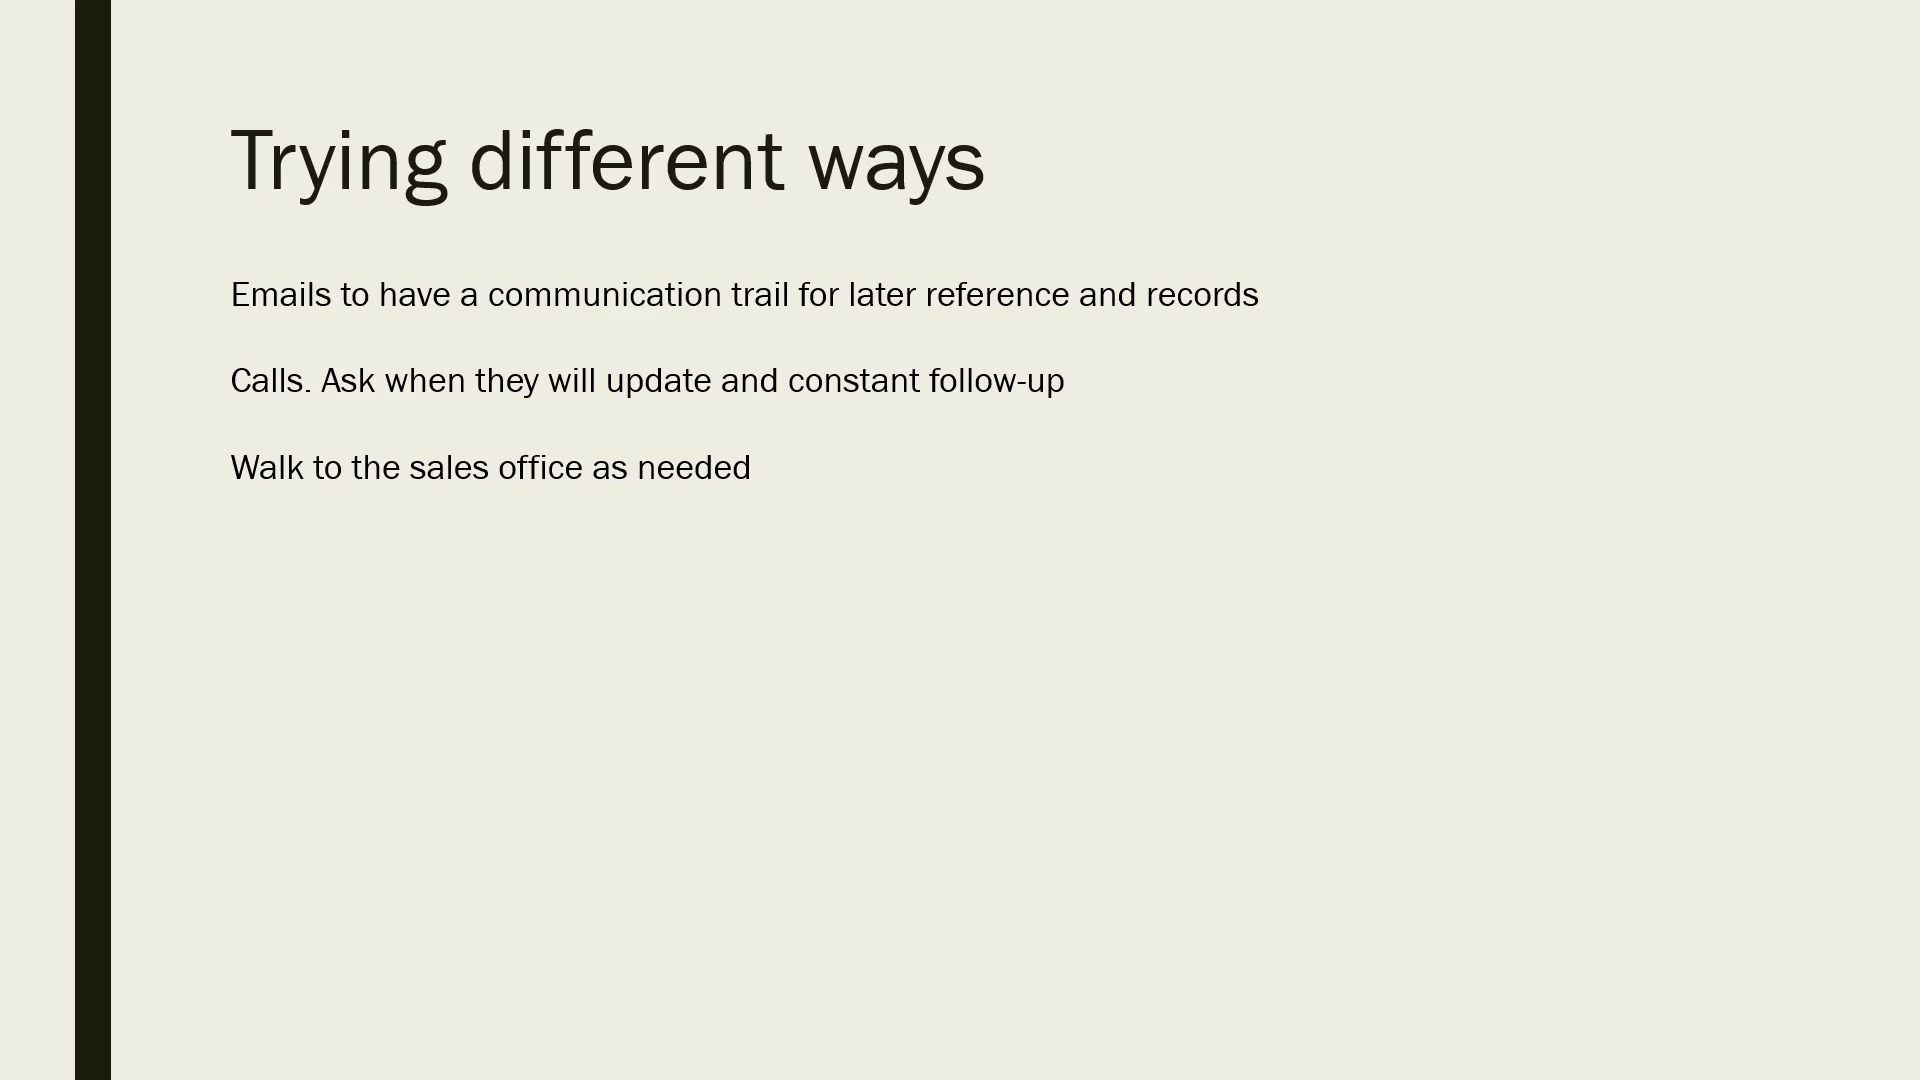 Trying different ways
Emails to have a communication trail for later reference and records
Calls. Ask when they will update and constant follow-up
Walk to the sales office as needed